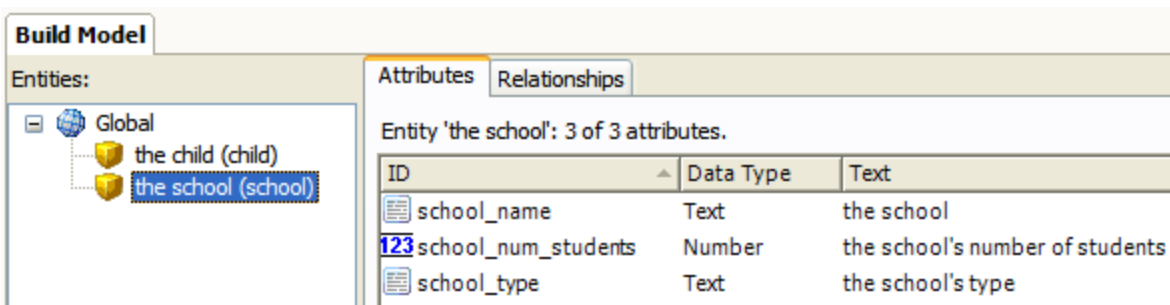 Build Model
Entities:
Global
the child (child)
the school (school)
Attributes Relationships
Entity 'the school': 3 of 3 attributes.
ID Data Type Text
school_name Text the school
123 school_num_students Number the school's number of students
school_type Text the school's type